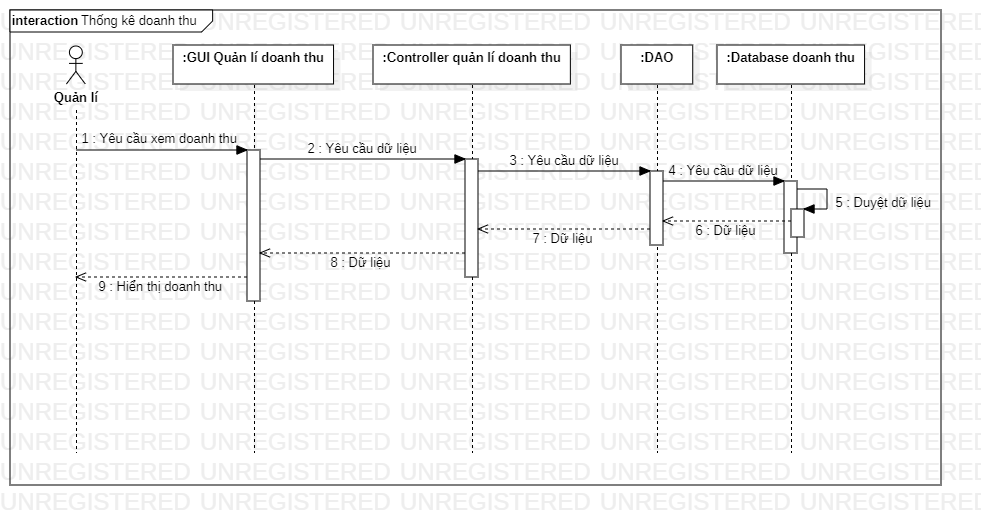 interaction Thống kê doanh thu
UNREGISTERED UNREGISTERED UNREGISTERED UNREGISTERED UNREGISTERED
:GUI Quản lí doanh thu
:Controller quản lí doanh thu
:DAO
:Database doanh thu
Quản lí
1 : Yêu cầu xem doanh thu
2 : Yêu cầu dữ liệu
3 : Yêu cầu dữ liệu
4 : Yêu cầu dữ liệu
5 : Duyệt dữ liệu
6 : Dữ liệu
7 : Dữ liệu
8 : Dữ liệu
9 : Hiển thị doanh thu